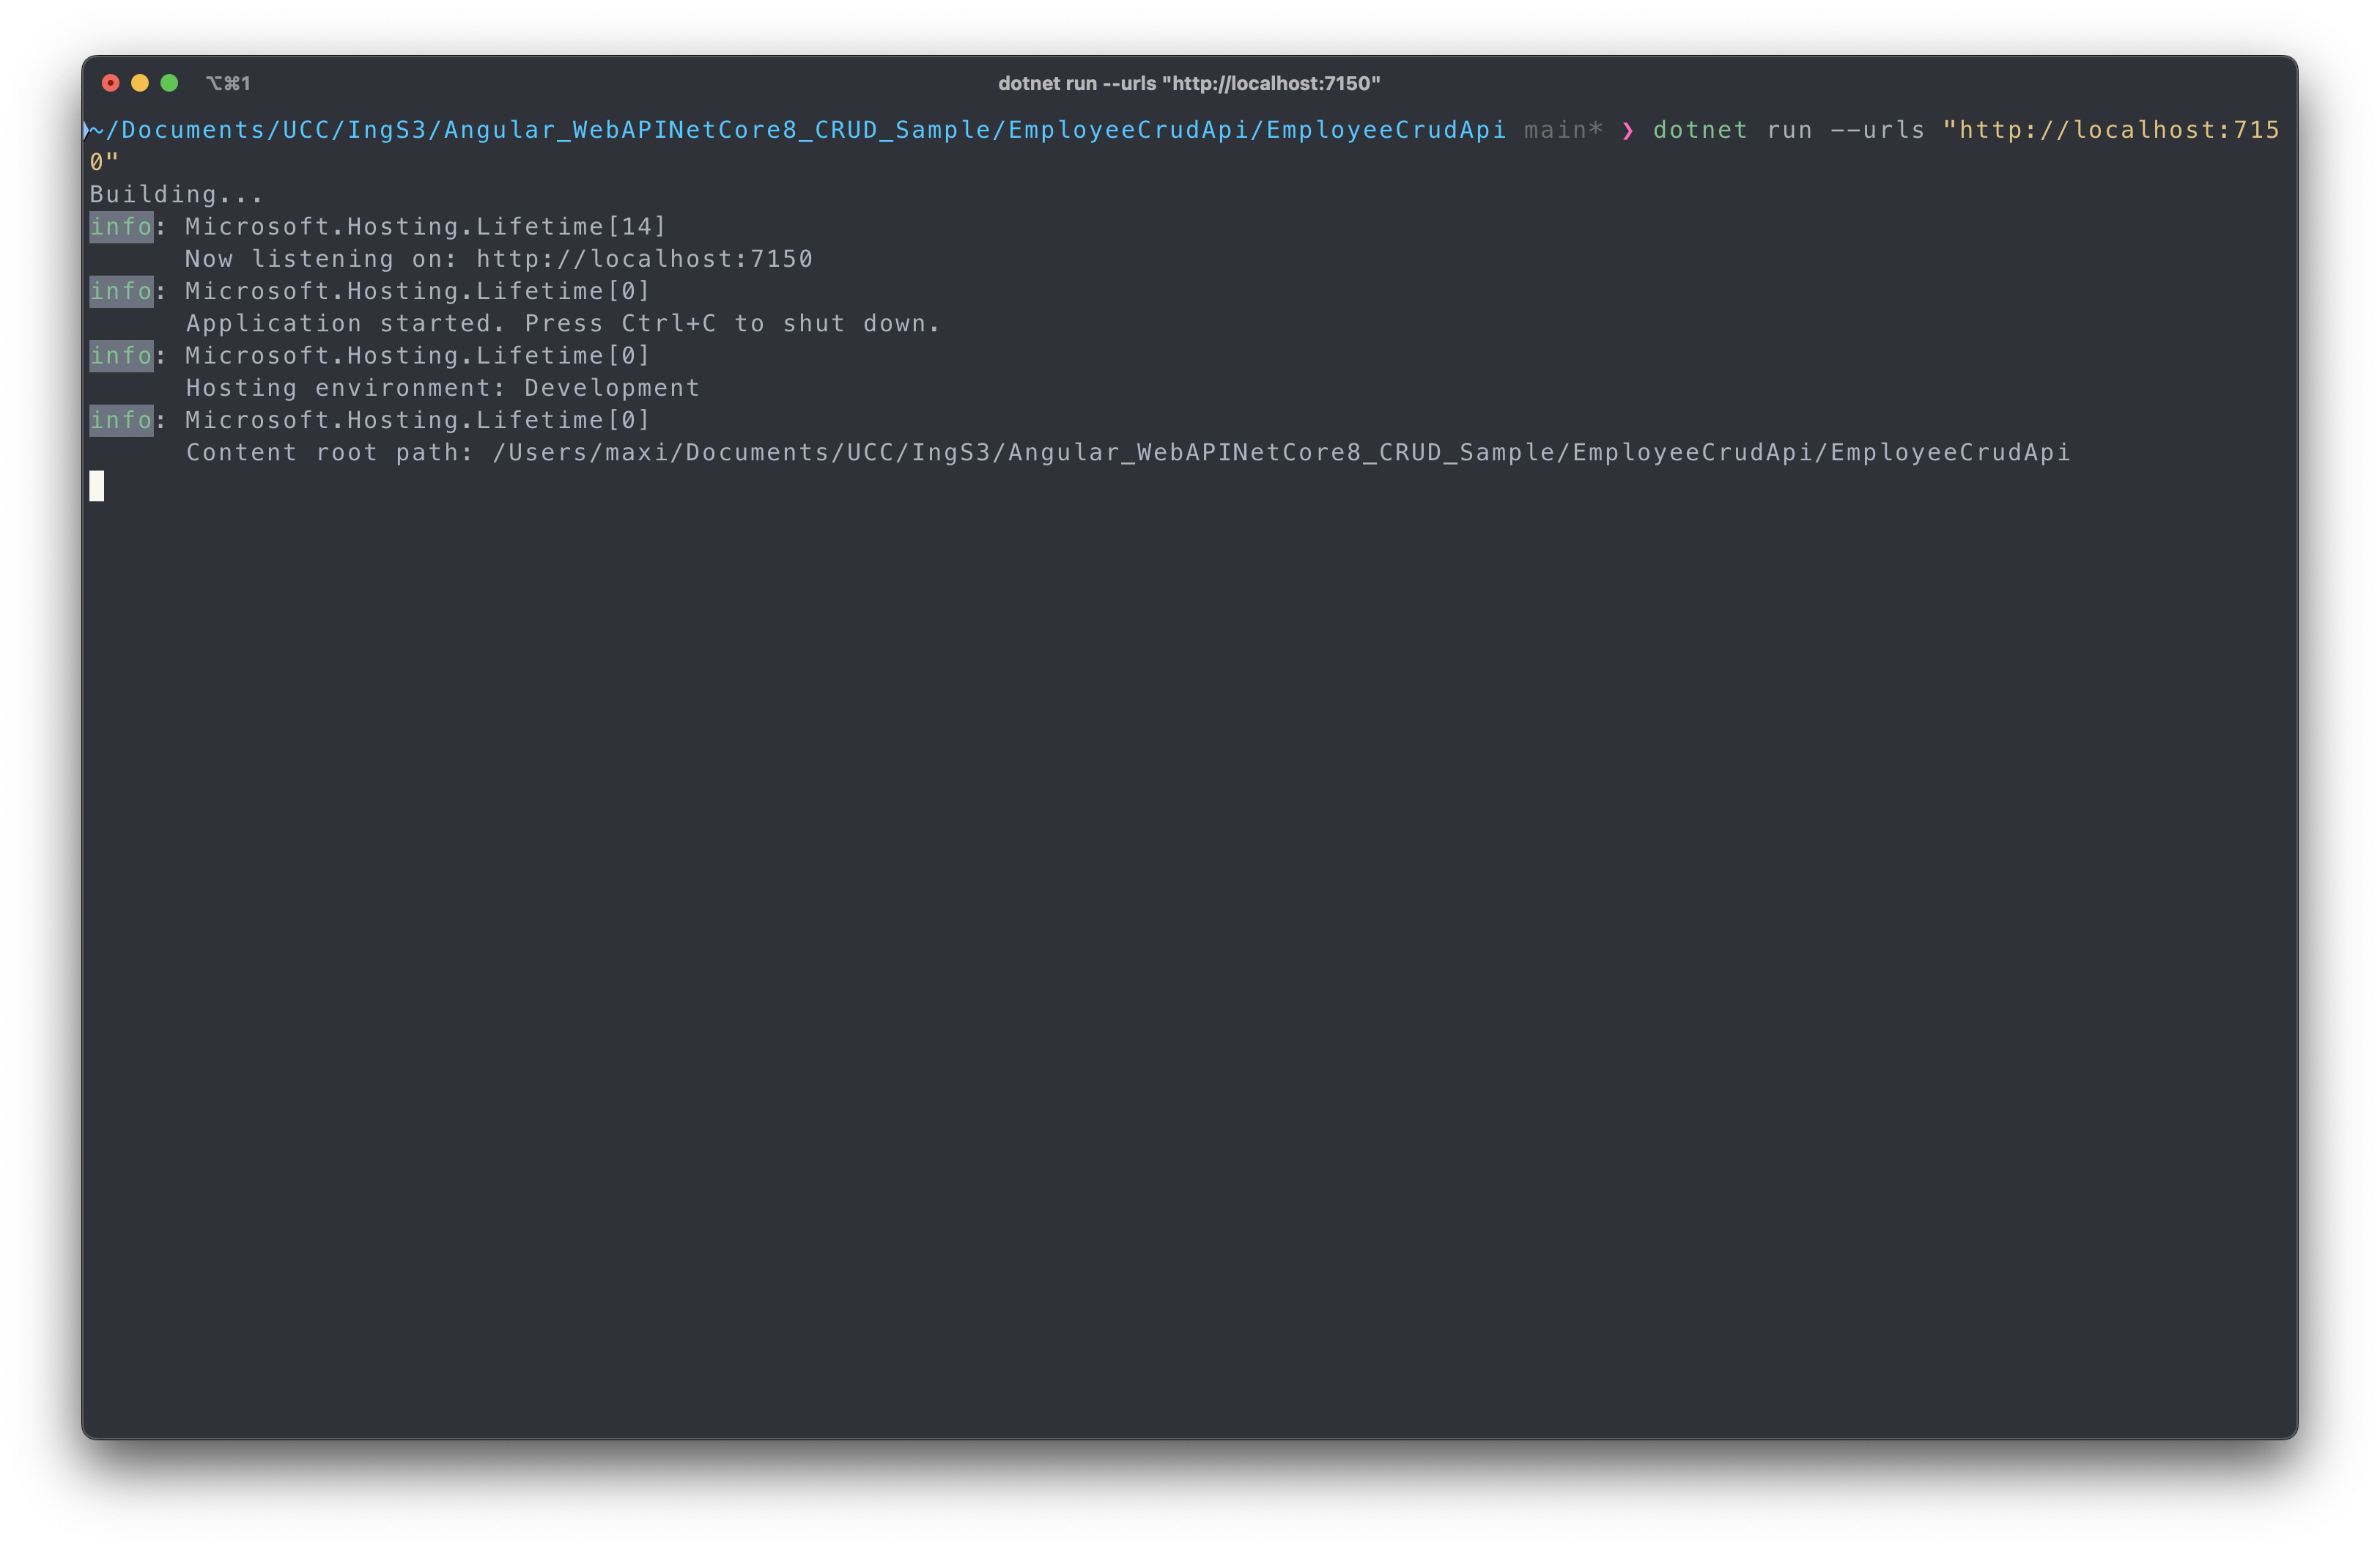 ⌥⌘1
dotnet run --urls "http://localhost:7150"
~/Documents/UCC/IngS3/Angular_WebAPINetCore8_CRUD_Sample/EmployeeCrudApi/EmployeeCrudApi main* ❯ dotnet run --urls "http://localhost:715
0"
Building...
info: Microsoft.Hosting.Lifetime[14]
      Now listening on: http://localhost:7150
info: Microsoft.Hosting.Lifetime[0]
      Application started. Press Ctrl+C to shut down.
info: Microsoft.Hosting.Lifetime[0]
      Hosting environment: Development
info: Microsoft.Hosting.Lifetime[0]
      Content root path: /Users/maxi/Documents/UCC/IngS3/Angular_WebAPINetCore8_CRUD_Sample/EmployeeCrudApi/EmployeeCrudApi